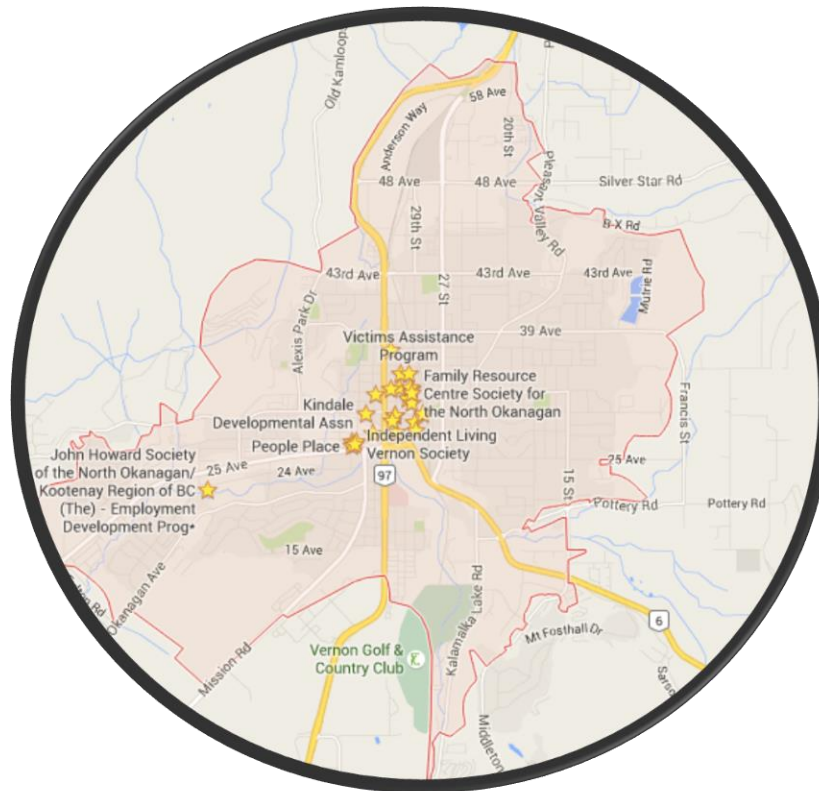 Old Kamloops
Anderson Way
58 Ave
20th St
Pleasant Valley Rd
48 Ave
48 Ave
Silver Star Rd
29th St
B-X Rd
43rd Ave
43rd Ave
43rd Ave
Mutrie Rd
27 St
Alexis Park Dr
39 Ave
Victims Assistance
Program
Family Resource
Centre Society for
the North Okanagan
Kindale
Developmental Assn
People Place
Independent Living
Vernon Society
Francis St
John Howard Society
of the North Okanagan/
Kootenay Region of BC
(The) - Employment
Development Prog*
25 Ave
24 Ave
97
25 Ave
15 St
Pottery Rd
Pottery Rd
15 Ave
Okanagan Ave
Rd
Kalamalka Lake Rd
6
Mt Fosthall Dr
Mission Rd
Vernon Golf &
Country Club
Middleton